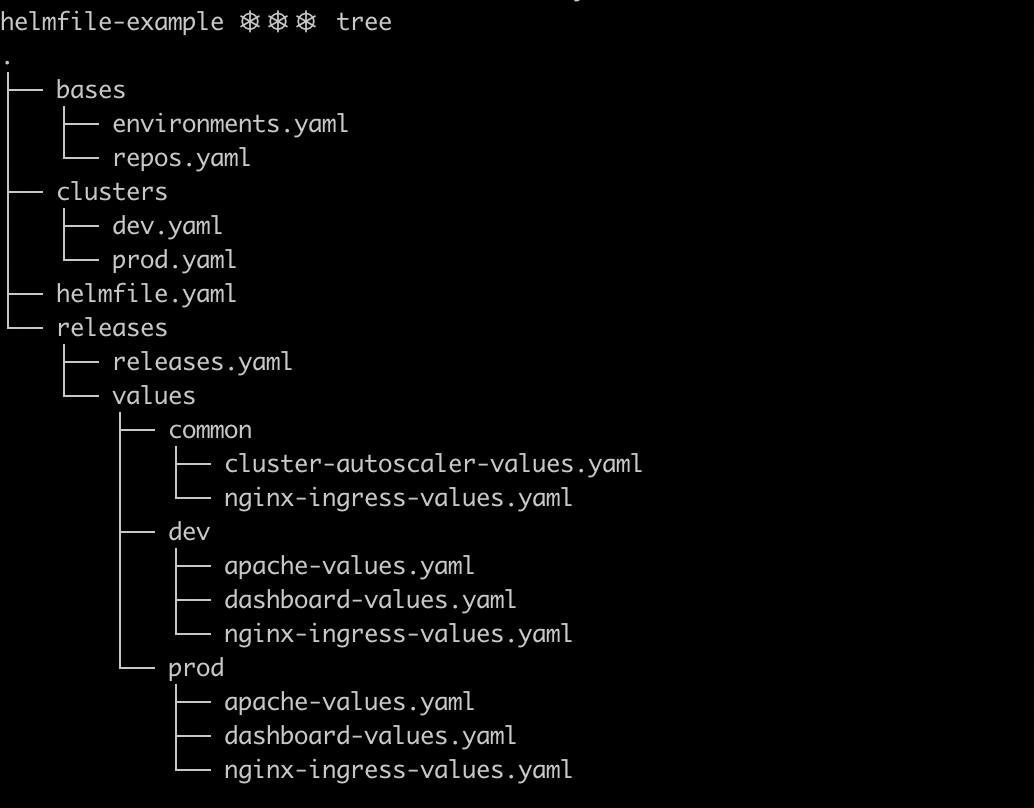 helmfile-example ⎈⎈⎈ tree
.
├── bases
│   ├── environments.yaml
│   └── repos.yaml
├── clusters
│   ├── dev.yaml
│   └── prod.yaml
├── helmfile.yaml
└── releases
    ├── releases.yaml
    └── values
        ├── common
        │   ├── cluster-autoscaler-values.yaml
        │   └── nginx-ingress-values.yaml
        ├── dev
        │   ├── apache-values.yaml
        │   ├── dashboard-values.yaml
        │   └── nginx-ingress-values.yaml
        └── prod
            ├── apache-values.yaml
            ├── dashboard-values.yaml
            └── nginx-ingress-values.yaml